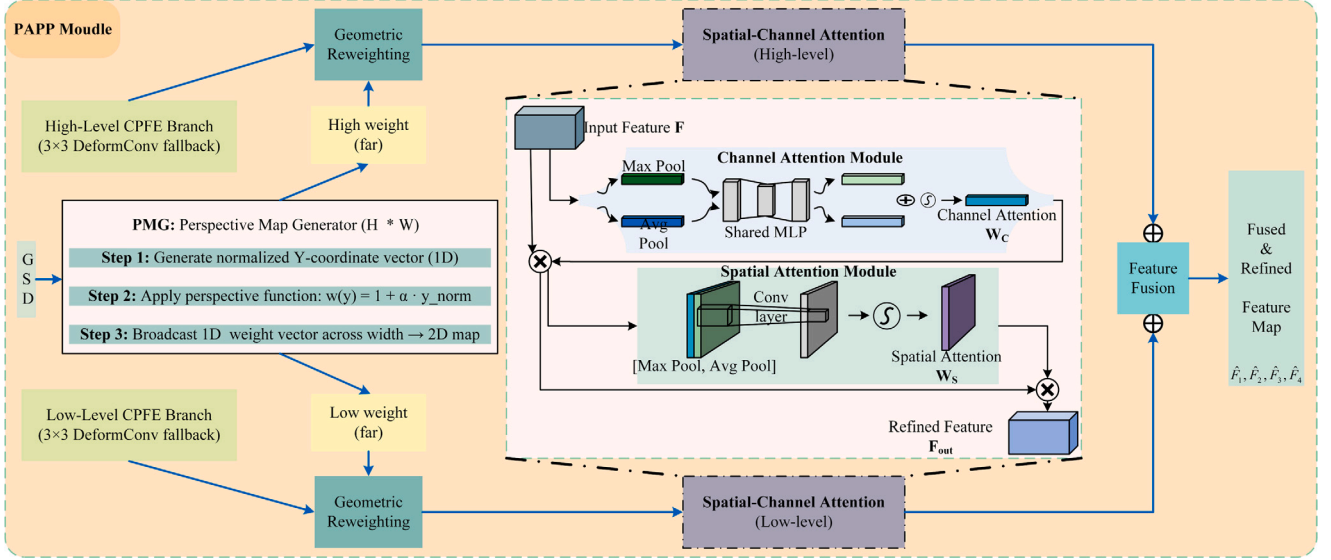 PAPP Moudle
Geometric
Reweighting
Spatial-Channel Attention
(High-level)
High-Level CPFE Branch
(3×3 DeformConv fallback)
High weight
(far)
Input Feature F
Channel Attention Module
Max Pool
Avg
Pool
Shared MLP
Channel Attention
W_C
PMG: Perspective Map Generator (H * W)
Step 1: Generate normalized Y-coordinate vector (1D)
Step 2: Apply perspective function: w(y) = 1 + α · y_norm
Step 3: Broadcast 1D weight vector across width → 2D map
G
S
D
Spatial Attention Module
Conv
layer
[Max Pool, Avg Pool]
Spatial Attention
W_S
Refined Feature
F_out
Low-Level CPFE Branch
(3×3 DeformConv fallback)
Low weight
(far)
Geometric
Reweighting
Spatial-Channel Attention
(Low-level)
Feature
Fusion
Fused
&
Refined
Feature
Map
F̂₁, F̂₂, F̂₃, F̂₄